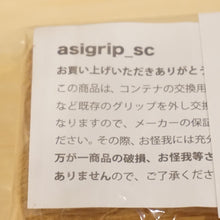 asigrip_sc
お買い上げいただきありがとう
この商品は、コンテナの交換用
など既存のグリップを外し交換
なりますので、メーカーの保証
ださい。その際、お怪我には充分
万が一商品の破損、お怪我等さ
ありませんので、ご了承くださ